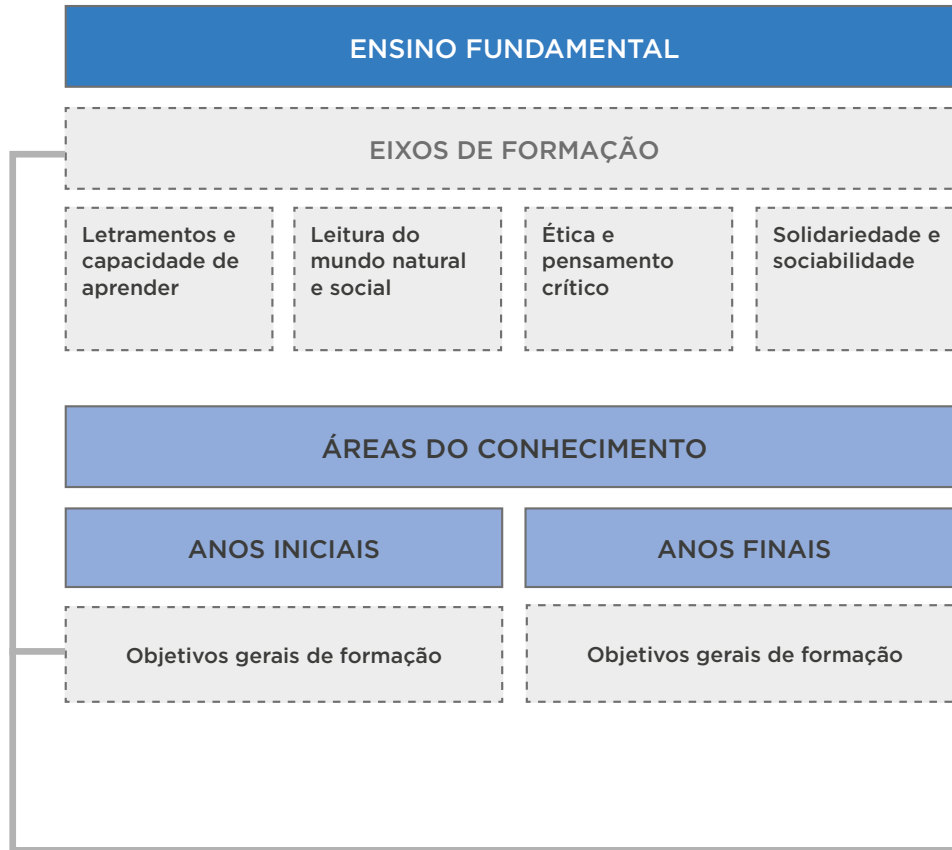 ENSINO FUNDAMENTAL
EIXOS DE FORMAÇÃO
Letramentos e
capacidade de
aprender
Leitura do
mundo natural
e social
Ética e
pensamento
crítico
Solidariedade e
sociabilidade
ÁREAS DO CONHECIMENTO
ANOS INICIAIS
ANOS FINAIS
Objetivos gerais de formação
Objetivos gerais de formação